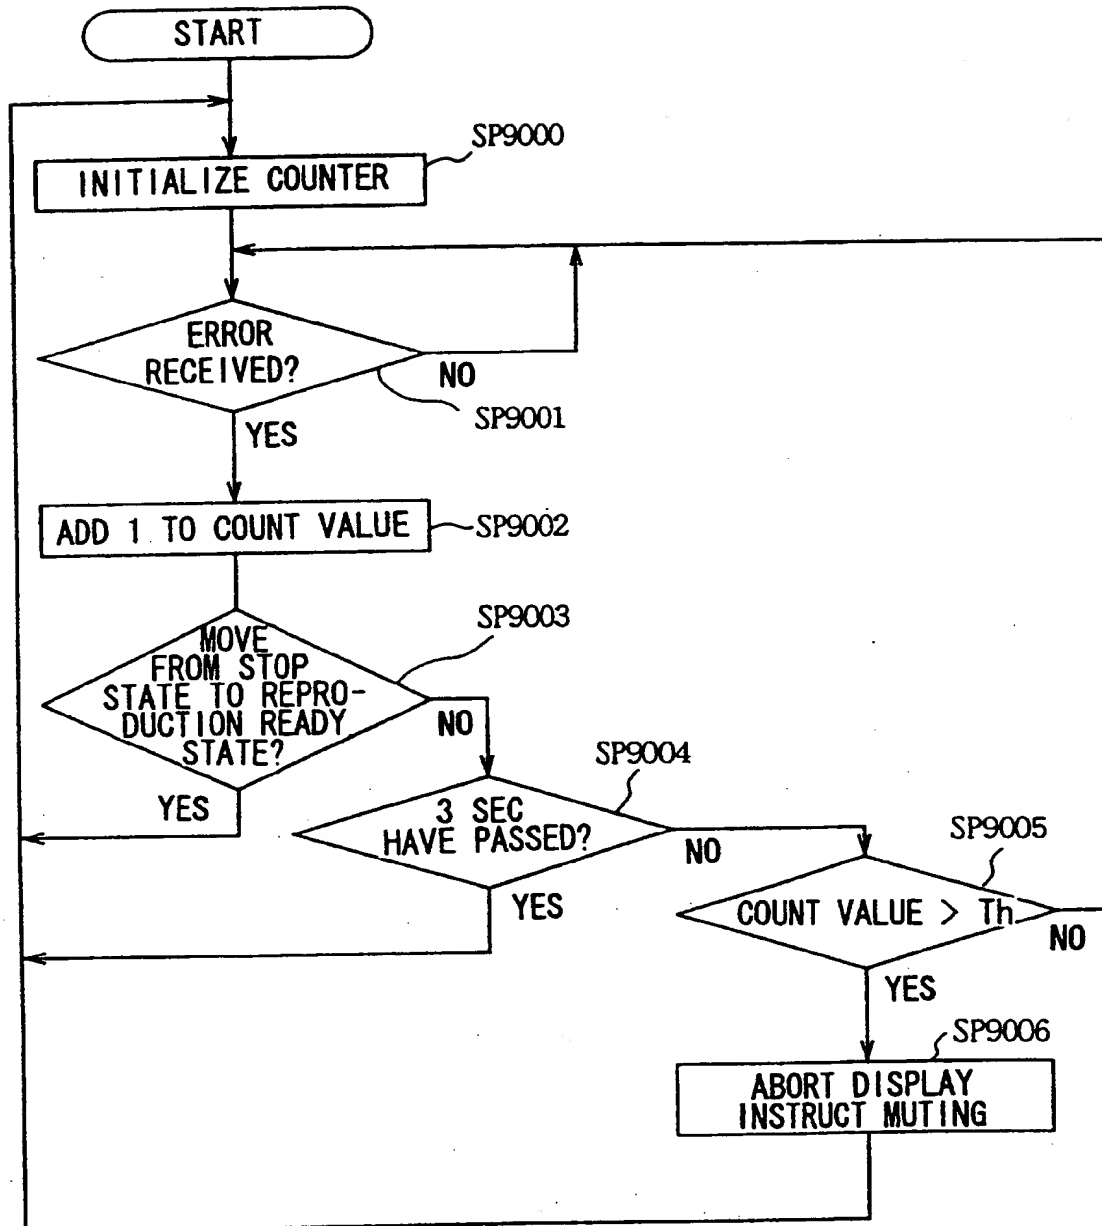 START
SP9000
INITIALIZE COUNTER
ERROR
RECEIVED?
NO
SP9001
YES
ADD 1 TO COUNT VALUE
SP9002
SP9003
MOVE
FROM STOP
STATE TO REPRO-
DUCTION READY
STATE?
NO
YES
SP9004
3 SEC
HAVE PASSED?
NO
YES
SP9005
COUNT VALUE > Th
NO
YES
SP9006
ABORT DISPLAY
INSTRUCT MUTING